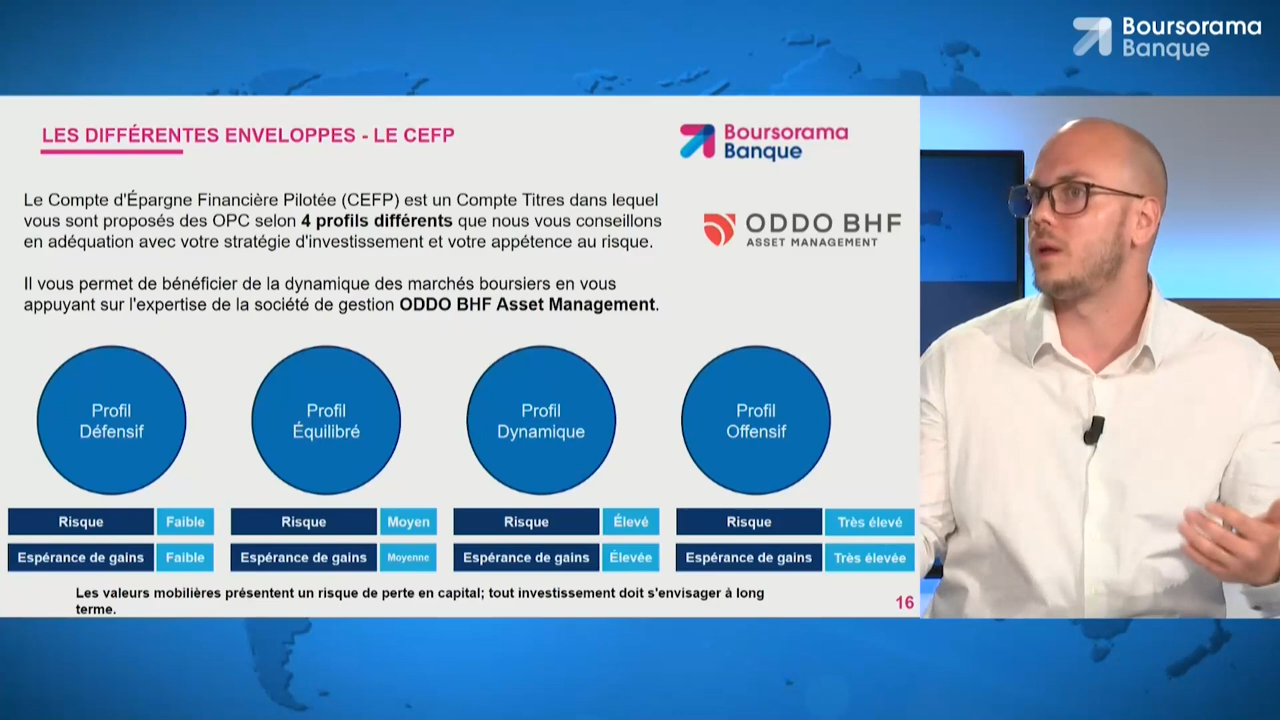 Boursorama
Banque
LES DIFFÉRENTES ENVELOPPES - LE CEFP
Boursorama
Banque
Le Compte d'Épargne Financière Pilotée (CEFP) est un Compte Titres dans lequel
vous sont proposés des OPC selon 4 profils différents que nous vous conseillons
en adéquation avec votre stratégie d'investissement et votre appétence au risque.
ODDO BHF
ASSET MANAGEMENT
Il vous permet de bénéficier de la dynamique des marchés boursiers en vous
appuyant sur l'expertise de la société de gestion ODDO BHF Asset Management.
Profil
Défensif
Profil
Équilibré
Profil
Dynamique
Profil
Offensif
Risque Faible Risque Moyen Risque Élevé Risque Très élevé
Espérance de gains Faible Espérance de gains Moyenne Espérance de gains Élevée Espérance de gains Très élevée
Les valeurs mobilières présentent un risque de perte en capital; tout investissement doit s'envisager à long
terme.
16